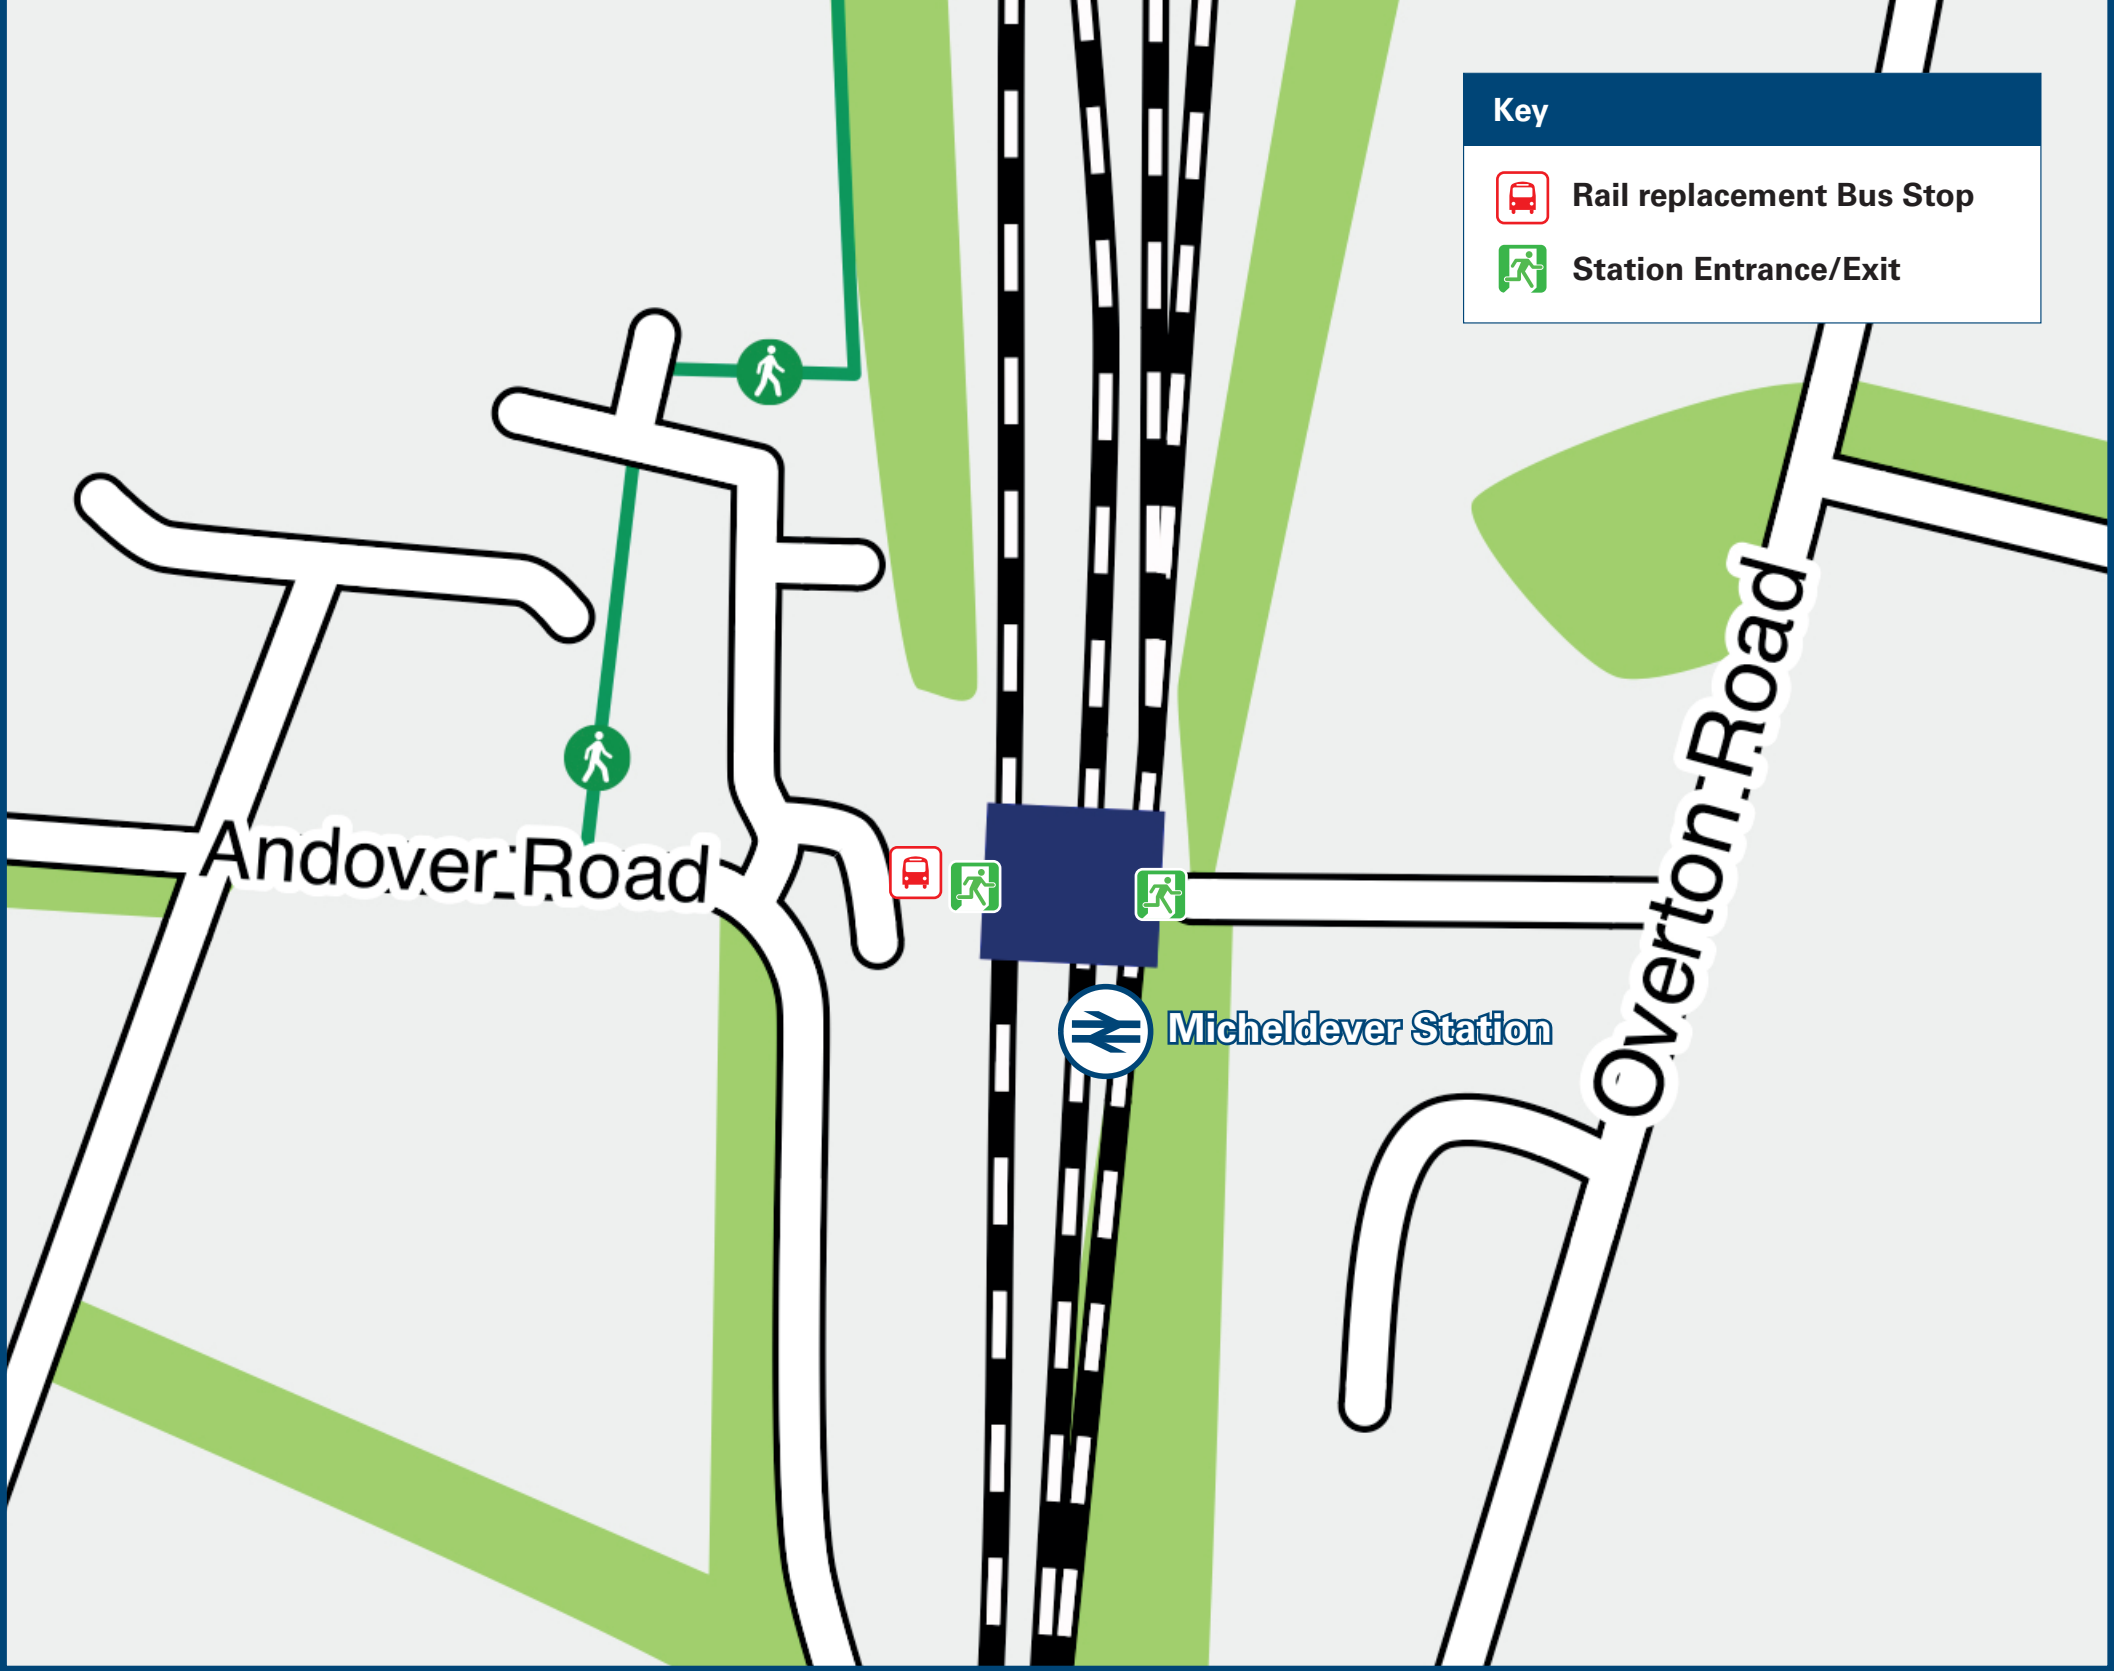 Key
Rail replacement Bus Stop
Station Entrance/Exit
Andover Road
Overton Road
Micheldever Station